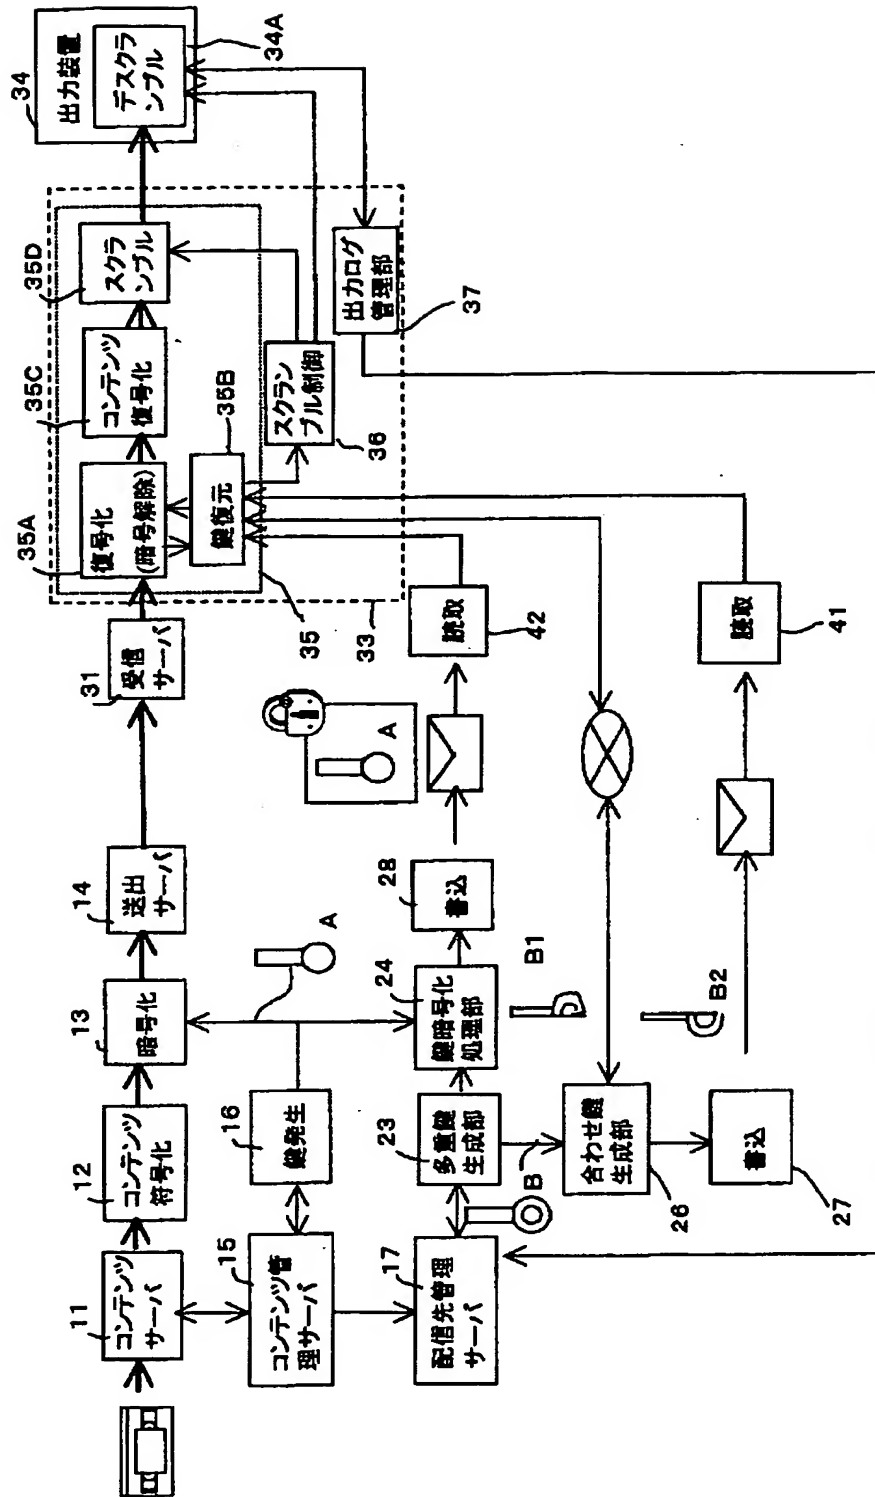 11
コンテンツ
サーバ
12
コンテンツ
符号化
13
暗号化
14
送出
サーバ
31
受信
サーバ
35A
復号化
(暗号解除)
35C
コンテンツ
復号化
35D
スクラ
ンブル
34
出力装置
デスクラ
ンブル
34A
15
コンテンツ管
理サーバ
16
鍵発生
A
35B
鍵復元
35
33
スクラン
ブル制御
36
出力ログ
管理部
37
17
配信先管理
サーバ
23
多重鍵
生成部
B
24
鍵暗号化
処理部
28
書込
A
読取
42
B1
合わせ鍵
生成部
26
書込
27
B2
読取
41